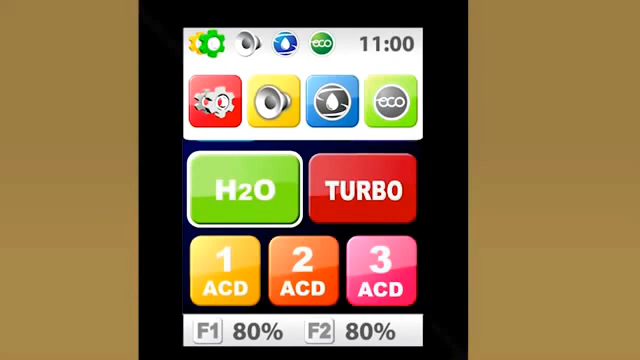 eco 11:00
eco
H2O TURBO
1 2 3
ACD ACD ACD
F1 80% F2 80%